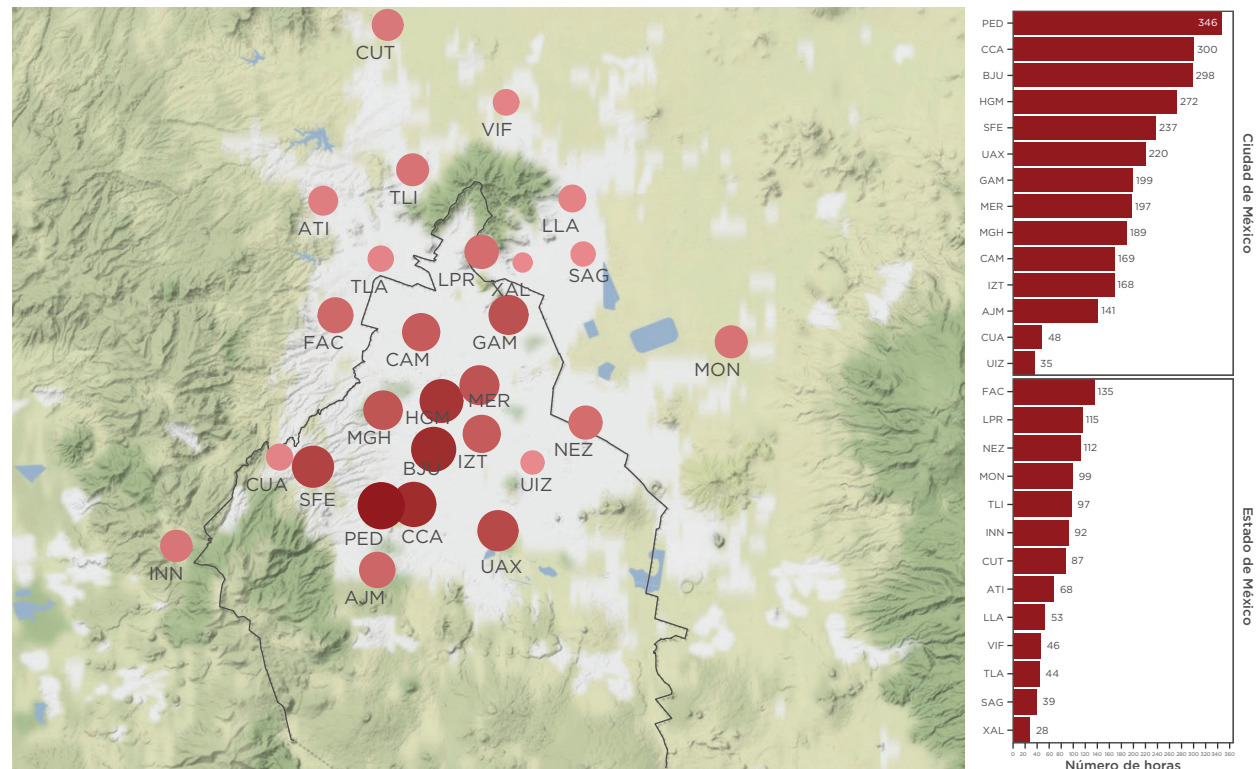 CUT
VIF
TLI
ATI
LLA
TLA
LPR
XAL
SAG
FAC
CAM
GAM
MON
MER
HGM
MGH
NEZ
BJU
IZT
CUA
SFE
UIZ
PED
CCA
UAX
INN
AJM
PED 346
CCA 300
BJU 298
HGM 272
SFE 237
UAX 220
GAM 199
MER 197
MGH 189
CAM 169
IZT 168
AJM 141
CUA 48
UIZ 35
Ciudad de México
FAC 135
LPR 115
NEZ 112
MON 99
TLI 97
INN 92
CUT 87
ATI 68
LLA 53
VIF 46
TLA 44
SAG 39
XAL 28
Estado de México
0 20 40 60 80 100 120 140 160 180 200 220 240 260 280 300 320 340 360
Número de horas